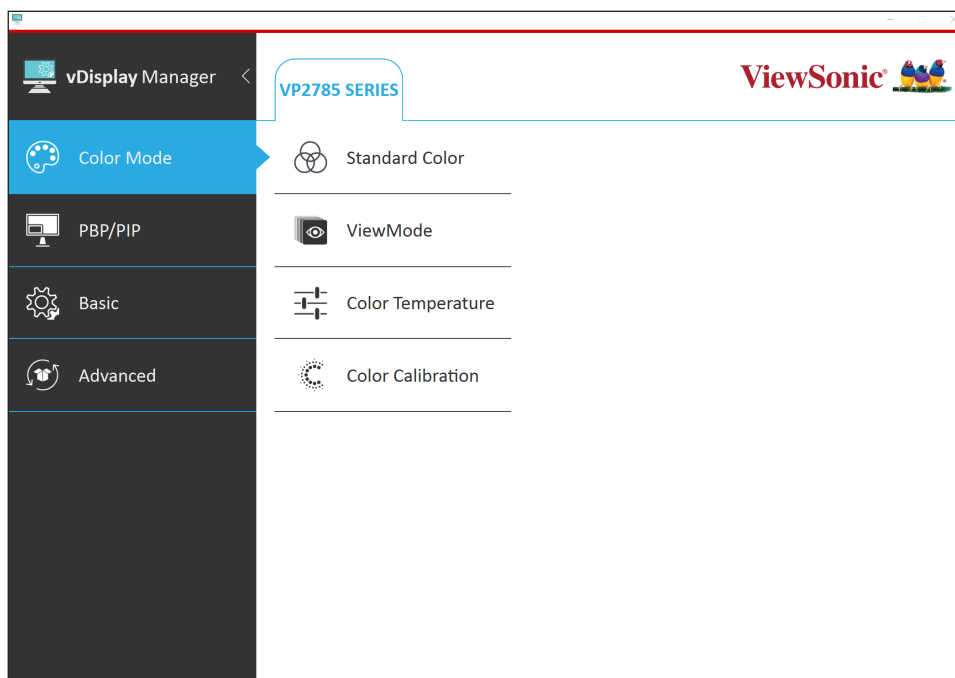 vDisplay Manager
VP2785 SERIES
ViewSonic®
Color Mode
PBP/PIP
Basic
Advanced
Standard Color
ViewMode
Color Temperature
Color Calibration